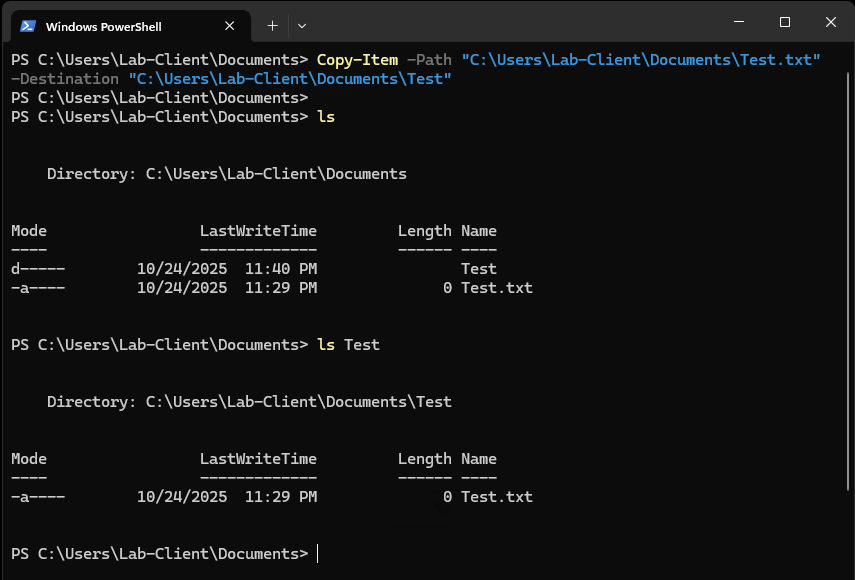 Windows PowerShell
PS C:\Users\Lab-Client\Documents> Copy-Item -Path "C:\Users\Lab-Client\Documents\Test.txt"
-Destination "C:\Users\Lab-Client\Documents\Test"
PS C:\Users\Lab-Client\Documents>
PS C:\Users\Lab-Client\Documents> ls
Directory: C:\Users\Lab-Client\Documents
Mode LastWriteTime Length Name
---- ------------- ------ ----
d----- 10/24/2025 11:40 PM Test
-a---- 10/24/2025 11:29 PM 0 Test.txt
PS C:\Users\Lab-Client\Documents> ls Test
Directory: C:\Users\Lab-Client\Documents\Test
Mode LastWriteTime Length Name
---- ------------- ------ ----
-a---- 10/24/2025 11:29 PM 0 Test.txt
PS C:\Users\Lab-Client\Documents>